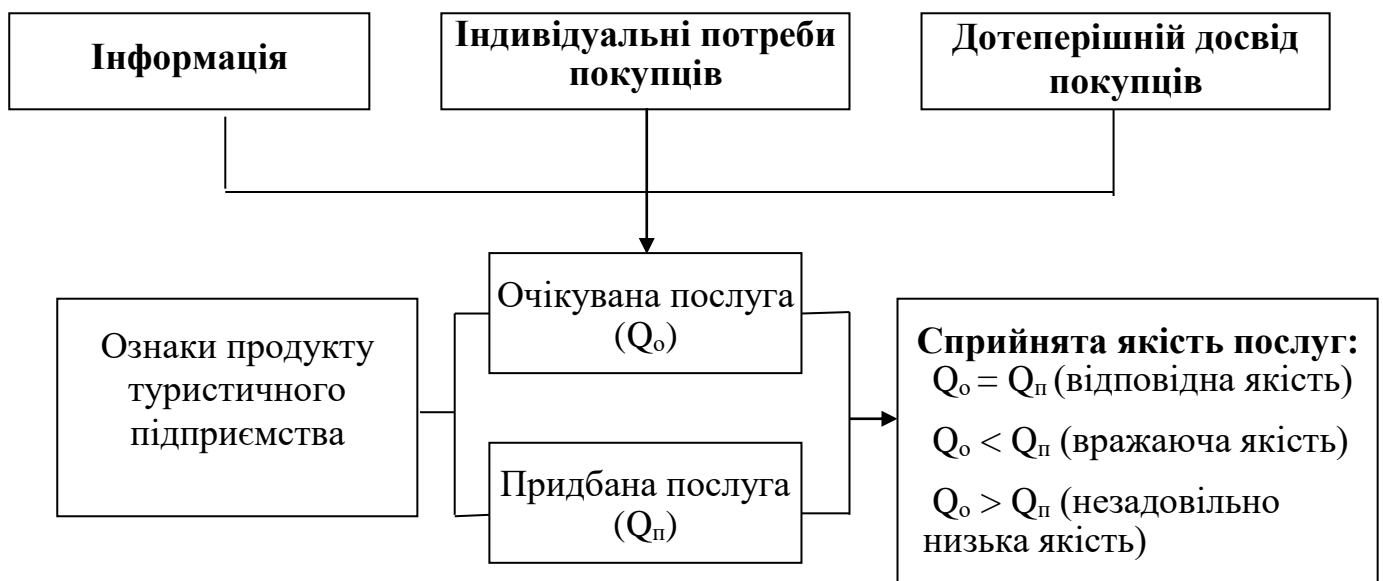 Інформація
Індивідуальні потреби
покупців
Дотеперішній досвід
покупців
Очікувана послуга
(Qо)
Ознаки продукту
туристичного
підприємства
Придбана послуга
(Qп)
Сприйнята якість послуг:
Qо = Qп (відповідна якість)
Qо < Qп (вражаюча якість)
Qо > Qп (незадовільно
низька якість)